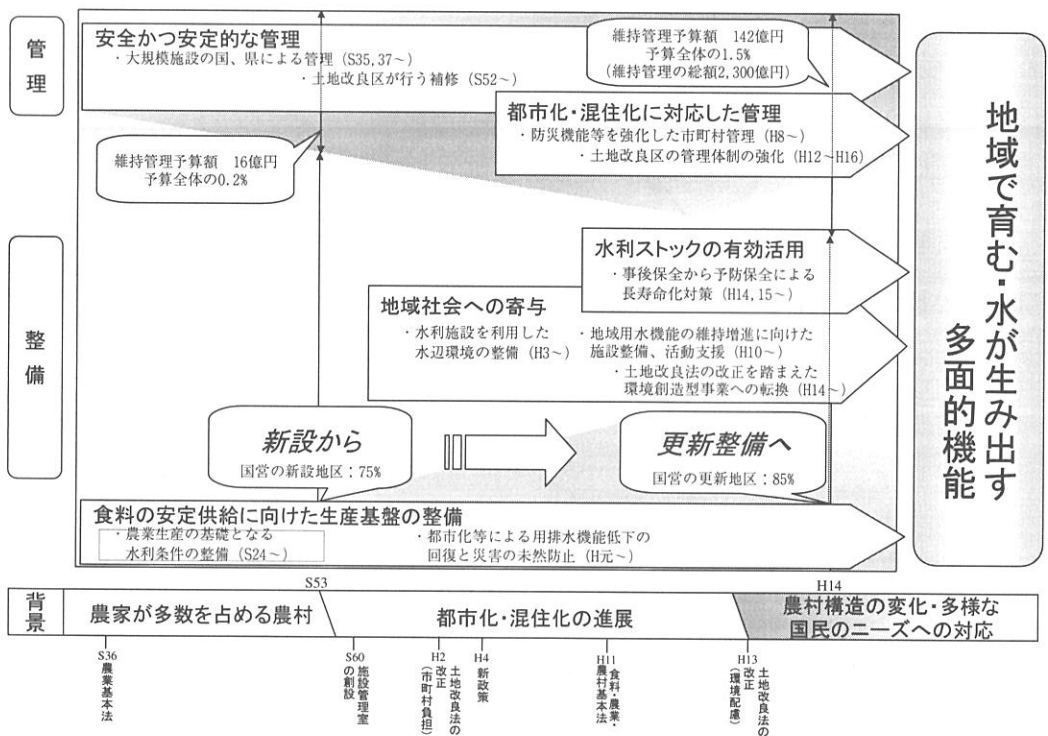 管理
安全かつ安定的な管理
・大規模施設の国、県による管理(S35,37～)
・土地改良区が行う補修(S52～)
維持管理予算額 142億円
予算全体の1.5%
(維持管理の総額2,300億円)
都市化・混住化に対応した管理
・防災機能等を強化した市町村管理(H8～)
・土地改良区の管理体制の強化(H12～H16)
維持管理予算額 16億円
予算全体の0.2%
整備
水利ストックの有効活用
・事後保全から予防保全による
長寿命化対策(H14,15～)
地域社会への寄与
・水利施設を利用した
水辺環境の整備(H3～)
・地域用水機能の維持増進に向けた
施設整備、活動支援(H10～)
・土地改良法の改正を踏まえた
環境創造型事業への転換(H14～)
新設から
国営の新設地区：75%
更新整備へ
国営の更新地区：85%
食料の安定供給に向けた生産基盤の整備
・農業生産の基礎となる
水利条件の整備(S24～)
・都市化等による用排水機能低下の
回復と災害の未然防止(H元～)
地域で育む・水が生み出す
多面的機能
S53
H14
背景
農家が多数を占める農村
都市化・混住化の進展
農村構造の変化・多様な
国民のニーズへの対応
S36
農業基本法
S60
施設管理室
の創設
H2
土地改良法の
改正
(市町村負担)
H4
新政策
H11
食料・農業・
農村基本法
H13
土地改良法の
改正
(環境配慮)